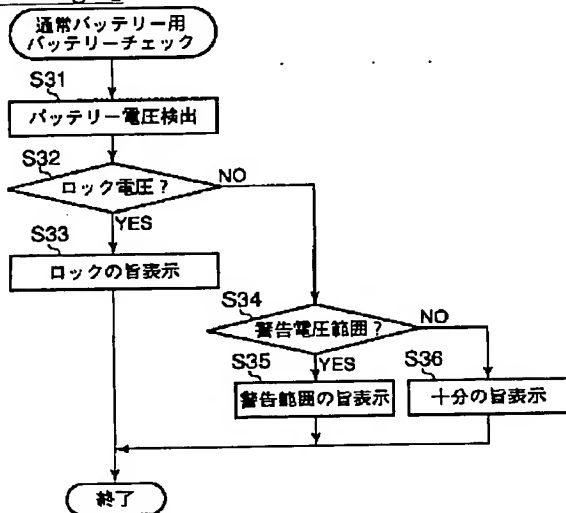 通常バッテリー用
バッテリーチェック
S31
バッテリー電圧検出
S32
ロック電圧？
NO
YES
S33
ロックの旨表示
S34
警告電圧範囲？
NO
YES
S35
警告範囲の旨表示
S36
十分の旨表示
終了